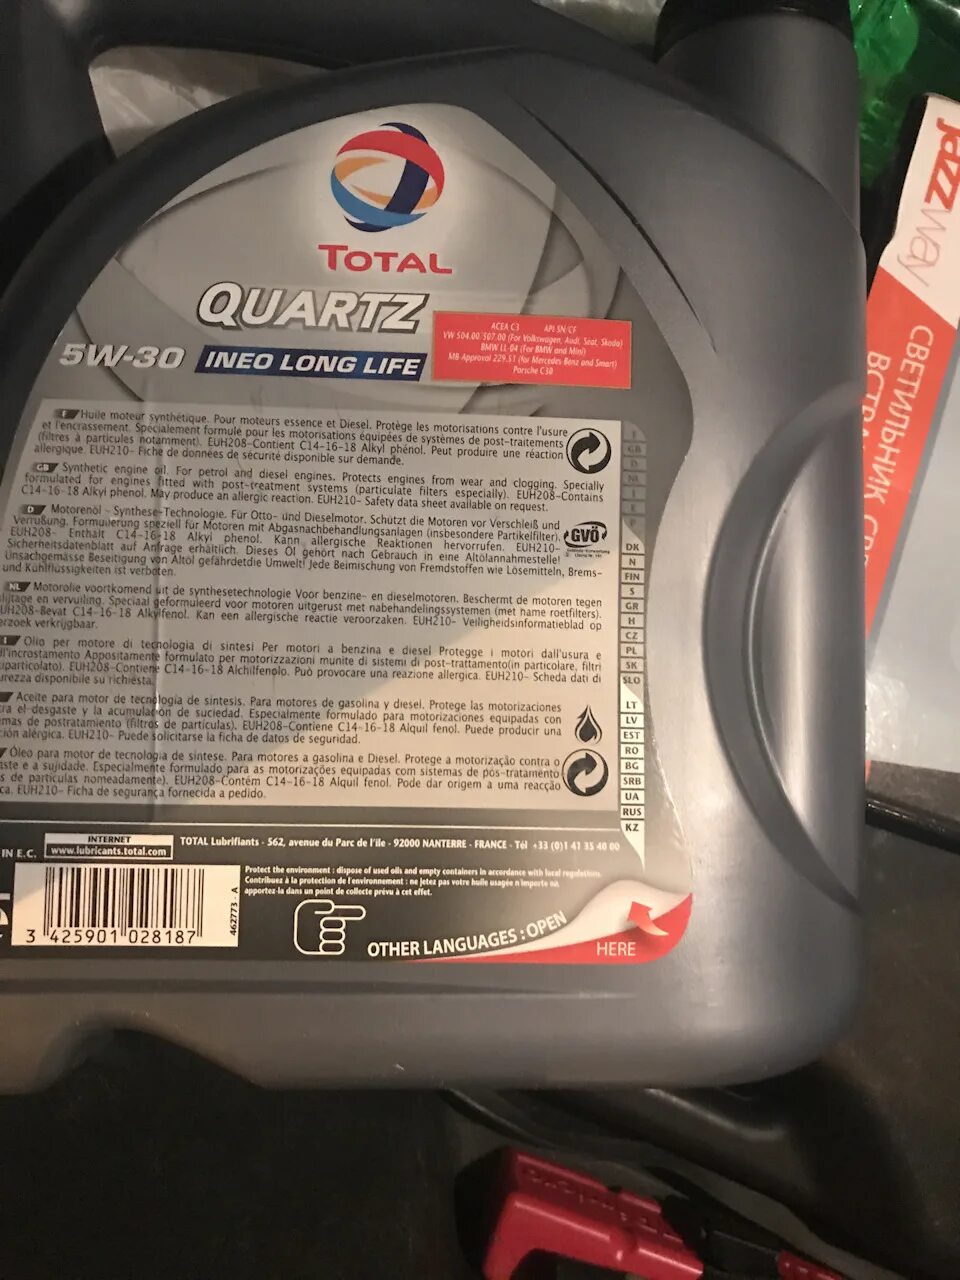 TOTAL
QUARTZ
5W-30 INEO LONG LIFE
ACEA C3 API SN/CF
VW 504.00/507.00 (For Volkswagen, Audi, Seat, Skoda)
BMW LL-04 (For BMW and Mini)
MB-Approval 229.51 (for Mercedes-Benz and Smart)
Porsche C30
F Huile moteur synthétique. Pour moteurs essence et Diesel. Protège les motorisations contre l'usure
et l'encrassement. Spécialement formulé pour les motorisations équipées de systèmes de post-traitements
(filtres à particules notamment). EUH208-Contient C14-16-18 Alkyl phénol. Peut produire une réaction
allergique. EUH210- Fiche de données de sécurité disponible sur demande.
GB Synthetic engine oil. For petrol and diesel engines. Protects engines from wear and clogging. Specially
formulated for engines fitted with post-treatment systems (particulate filters especially). EUH208-Contains
C14-16-18 Alkyl phenol. May produce an allergic reaction. EUH210- Safety data sheet available on request.
D Motorenöl - Synthese-Technologie. Für Otto- und Dieselmotor. Schutzt die Motoren vor Verschleiß und
Verrußung. Formulierung speziell für Motoren mit Abgasnachbehandlungsanlagen (insbesondere Partikelfilter).
EUH208- Enthält C14-16-18 Alkyl phenol. Kann allergische Reaktionen hervorrufen. EUH210-
Sicherheitsdatenblatt auf Anfrage erhältlich. Dieses Öl gehört nach Gebrauch in eine Altölannahmestelle!
Unsachgemässe Beseitigung von Altöl gefährdetdie Umwelt! Jede Beimischung von Fremdstoffen wie Lösemitteln, Brems-
und Kühlflüssigkeiten ist verboten.
GVÖ
NL Motorolie voortkomend uit de synthesetechnologie Voor benzine- en dieselmotoren. Beschermt de motoren tegen
slijtage en vervuiling. Speciaal geformuleerd voor motoren uitgerust met nabehandelingssystemen (met name roetfilters).
EUH208-Bevat C14-16-18 Alkylfenol. Kan een allergische reactie veroorzaken. EUH210- Veiligheidsinformatieblad op
verzoek verkrijgbaar.
I Olio per motore di tecnologia di sintesi Per motori a benzina e diesel Protegge i motori dall'usura e
all'incrostamento Appositamente formulato per motorizzazioni munite di sistemi di post-trattamento(in particolare, filtri
particolato). EUH208-Contiene C14-16-18 Alchilfenolo. Può provocare una reazione allergica. EUH210- Scheda dati di
urezza disponibile su richiesta.
Aceite para motor de tecnología de síntesis. Para motores de gasolina y diesel. Protege las motorizaciones
ra el desgaste y la acumulación de suciedad. Especialmente formulado para motorizaciones equipadas con
mas de postratamiento (filtros de partículas). EUH208-Contiene C14-16-18 Alquil fenol. Puede producir una
ción alérgica. EUH210- Puede solicitarse la ficha de datos de seguridad.
Óleo para motor de tecnologia de síntese. Para motores a gasolina e Diesel. Protege a motorização contra o
aste e a sujidade. Especialmente formulado para as motorizações equipadas com sistemas de pós-tratamento
s de partículas nomeadamente). EUH208-Contém C14-16-18 Alquil fenol. Pode dar origem a uma reacção
ca. EUH210- Ficha de segurança fornecida a pedido.
F
GB
D
NL
I
E
P
DK
N
FIN
S
GR
H
CZ
PL
SK
SLO
LT
LV
EST
RO
BG
SRB
UA
RUS
KZ
IN E.C.
INTERNET
www.lubricants.total.com
TOTAL Lubrifiants - 562, avenue du Parc de l'île - 92000 NANTERRE - FRANCE - Tél +33 (0)1 41 35 40 00
Protect the environment : dispose of used oils and empty containers in accordance with local regulations.
Contribuez à la protection de l'environnement : ne jetez pas votre huile usagée n'importe où,
apportez-la dans un point de collecte prévu à cet effet.
3 425901 028187
462773 - A
OTHER LANGUAGES : OPEN
HERE
jazzway
СВЕТИЛЬНИК